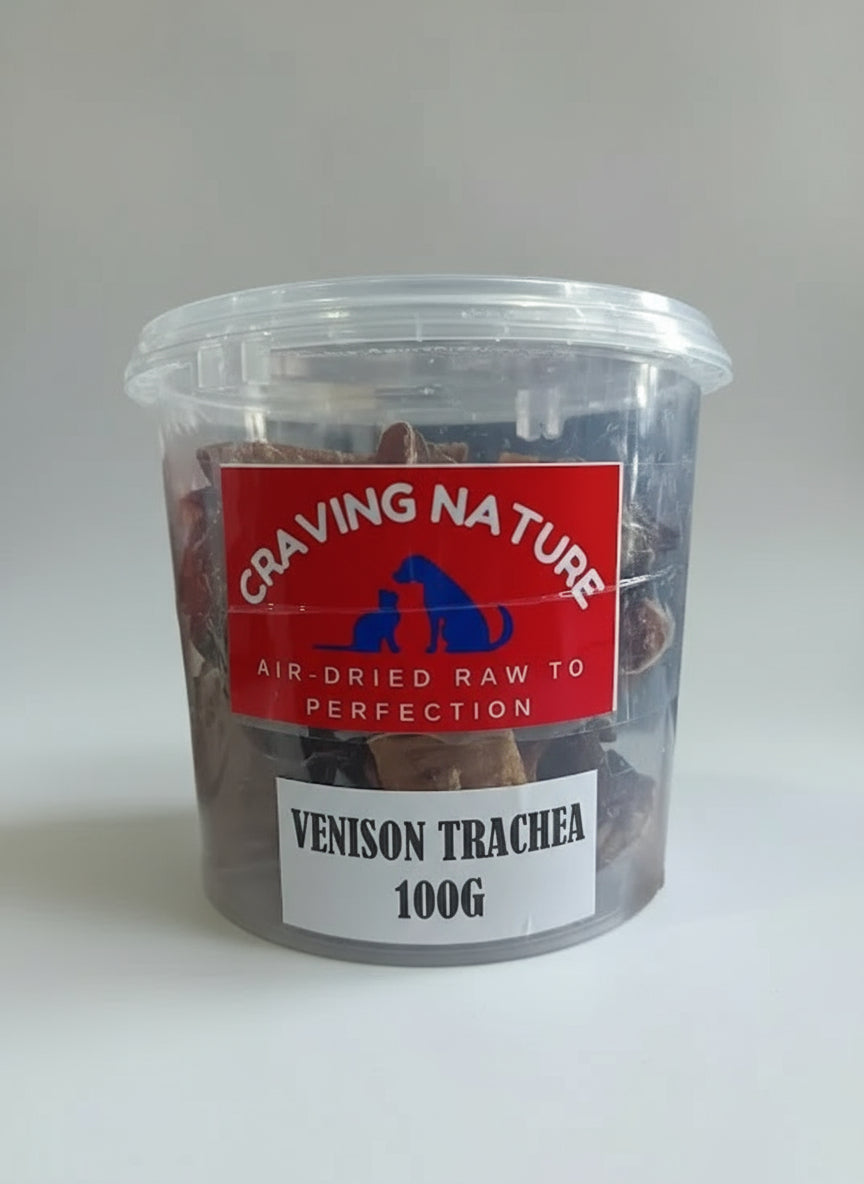 CRAVING NATURE
AIR-DRIED RAW TO
PERFECTION
VENISON TRACHEA
100G